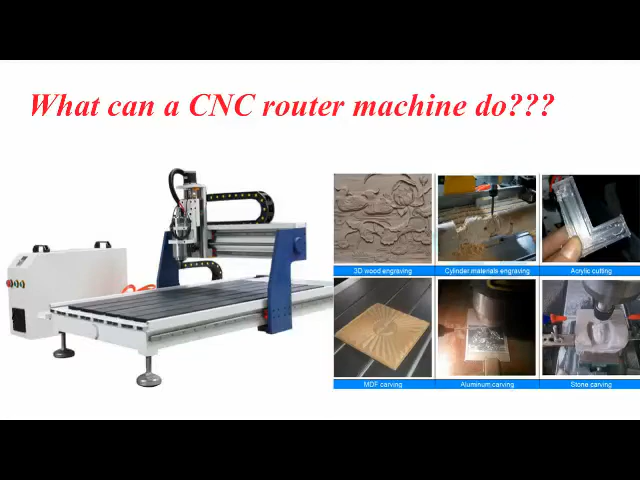 What can a CNC router machine do???
3D wood engraving
Cylinder materials engraving
Acrylic cutting
MDF carving
Aluminum carving
Stone carving